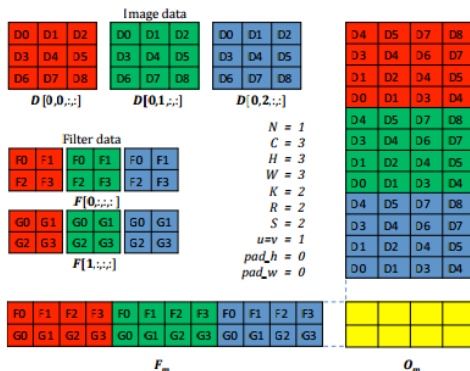 Image data
D0 D1 D2 D0 D1 D2 D0 D1 D2
D3 D4 D5 D3 D4 D5 D3 D4 D5
D6 D7 D8 D6 D7 D8 D6 D7 D8
D[0,0,:,:] D[0,1,:,:] D[0,2,:,:]
Filter data
F0 F1 F0 F1 F0 F1
F2 F3 F2 F3 F2 F3
F[0,:,:,:]
G0 G1 G0 G1 G0 G1
G2 G3 G2 G3 G2 G3
F[1,:,:,:]
N = 1
C = 3
H = 3
W = 3
K = 2
R = 2
S = 2
u=v = 1
pad_h = 0
pad_w = 0
D4 D5 D7 D8
D3 D4 D6 D7
D1 D2 D4 D5
D0 D1 D3 D4
D4 D5 D7 D8
D3 D4 D6 D7
D1 D2 D4 D5
D0 D1 D3 D4
D4 D5 D7 D8
D3 D4 D6 D7
D1 D2 D4 D5
D0 D1 D3 D4
F0 F1 F2 F3 F0 F1 F2 F3 F0 F1 F2 F3
G0 G1 G2 G3 G0 G1 G2 G3 G0 G1 G2 G3
Fm
Om